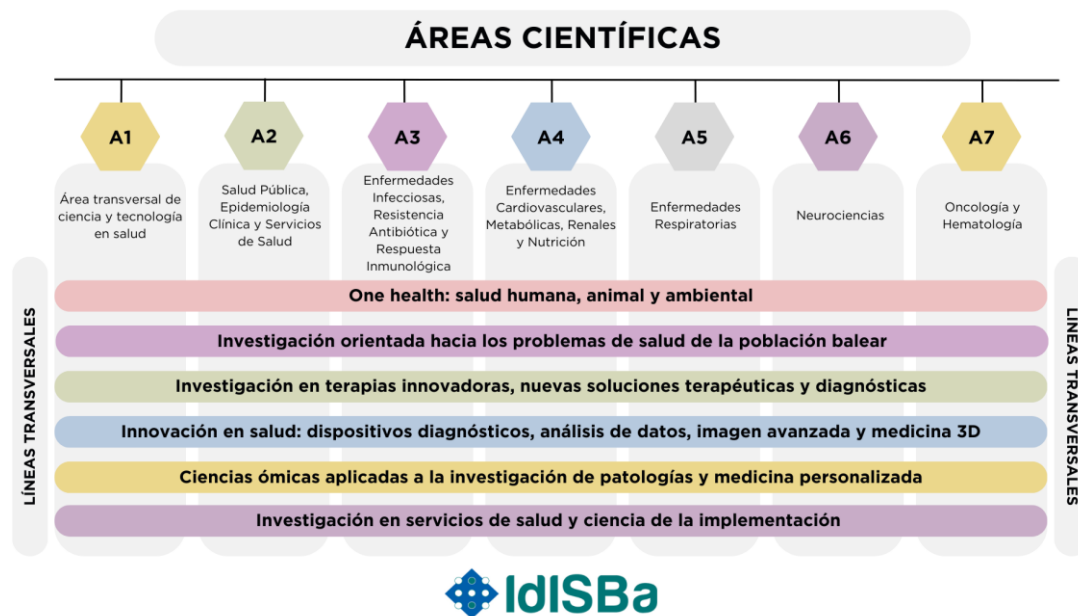 ÁREAS CIENTÍFICAS
A1
A2
A3
A4
A5
A6
A7
Área transversal de
ciencia y tecnología
en salud
Salud Pública,
Epidemiología
Clínica y Servicios
de Salud
Enfermedades
Infecciosas,
Resistencia
Antibiótica y
Respuesta
Inmunológica
Enfermedades
Cardiovasculares,
Metabólicas, Renales
y Nutrición
Enfermedades
Respiratorias
Neurociencias
Oncología y
Hematología
LÍNEAS TRANSVERSALES
One health: salud humana, animal y ambiental
Investigación orientada hacia los problemas de salud de la población balear
Investigación en terapias innovadoras, nuevas soluciones terapéuticas y diagnósticas
Innovación en salud: dispositivos diagnósticos, análisis de datos, imagen avanzada y medicina 3D
Ciencias ómicas aplicadas a la investigación de patologías y medicina personalizada
Investigación en servicios de salud y ciencia de la implementación
LÍNEAS TRANSVERSALES
IdISBa